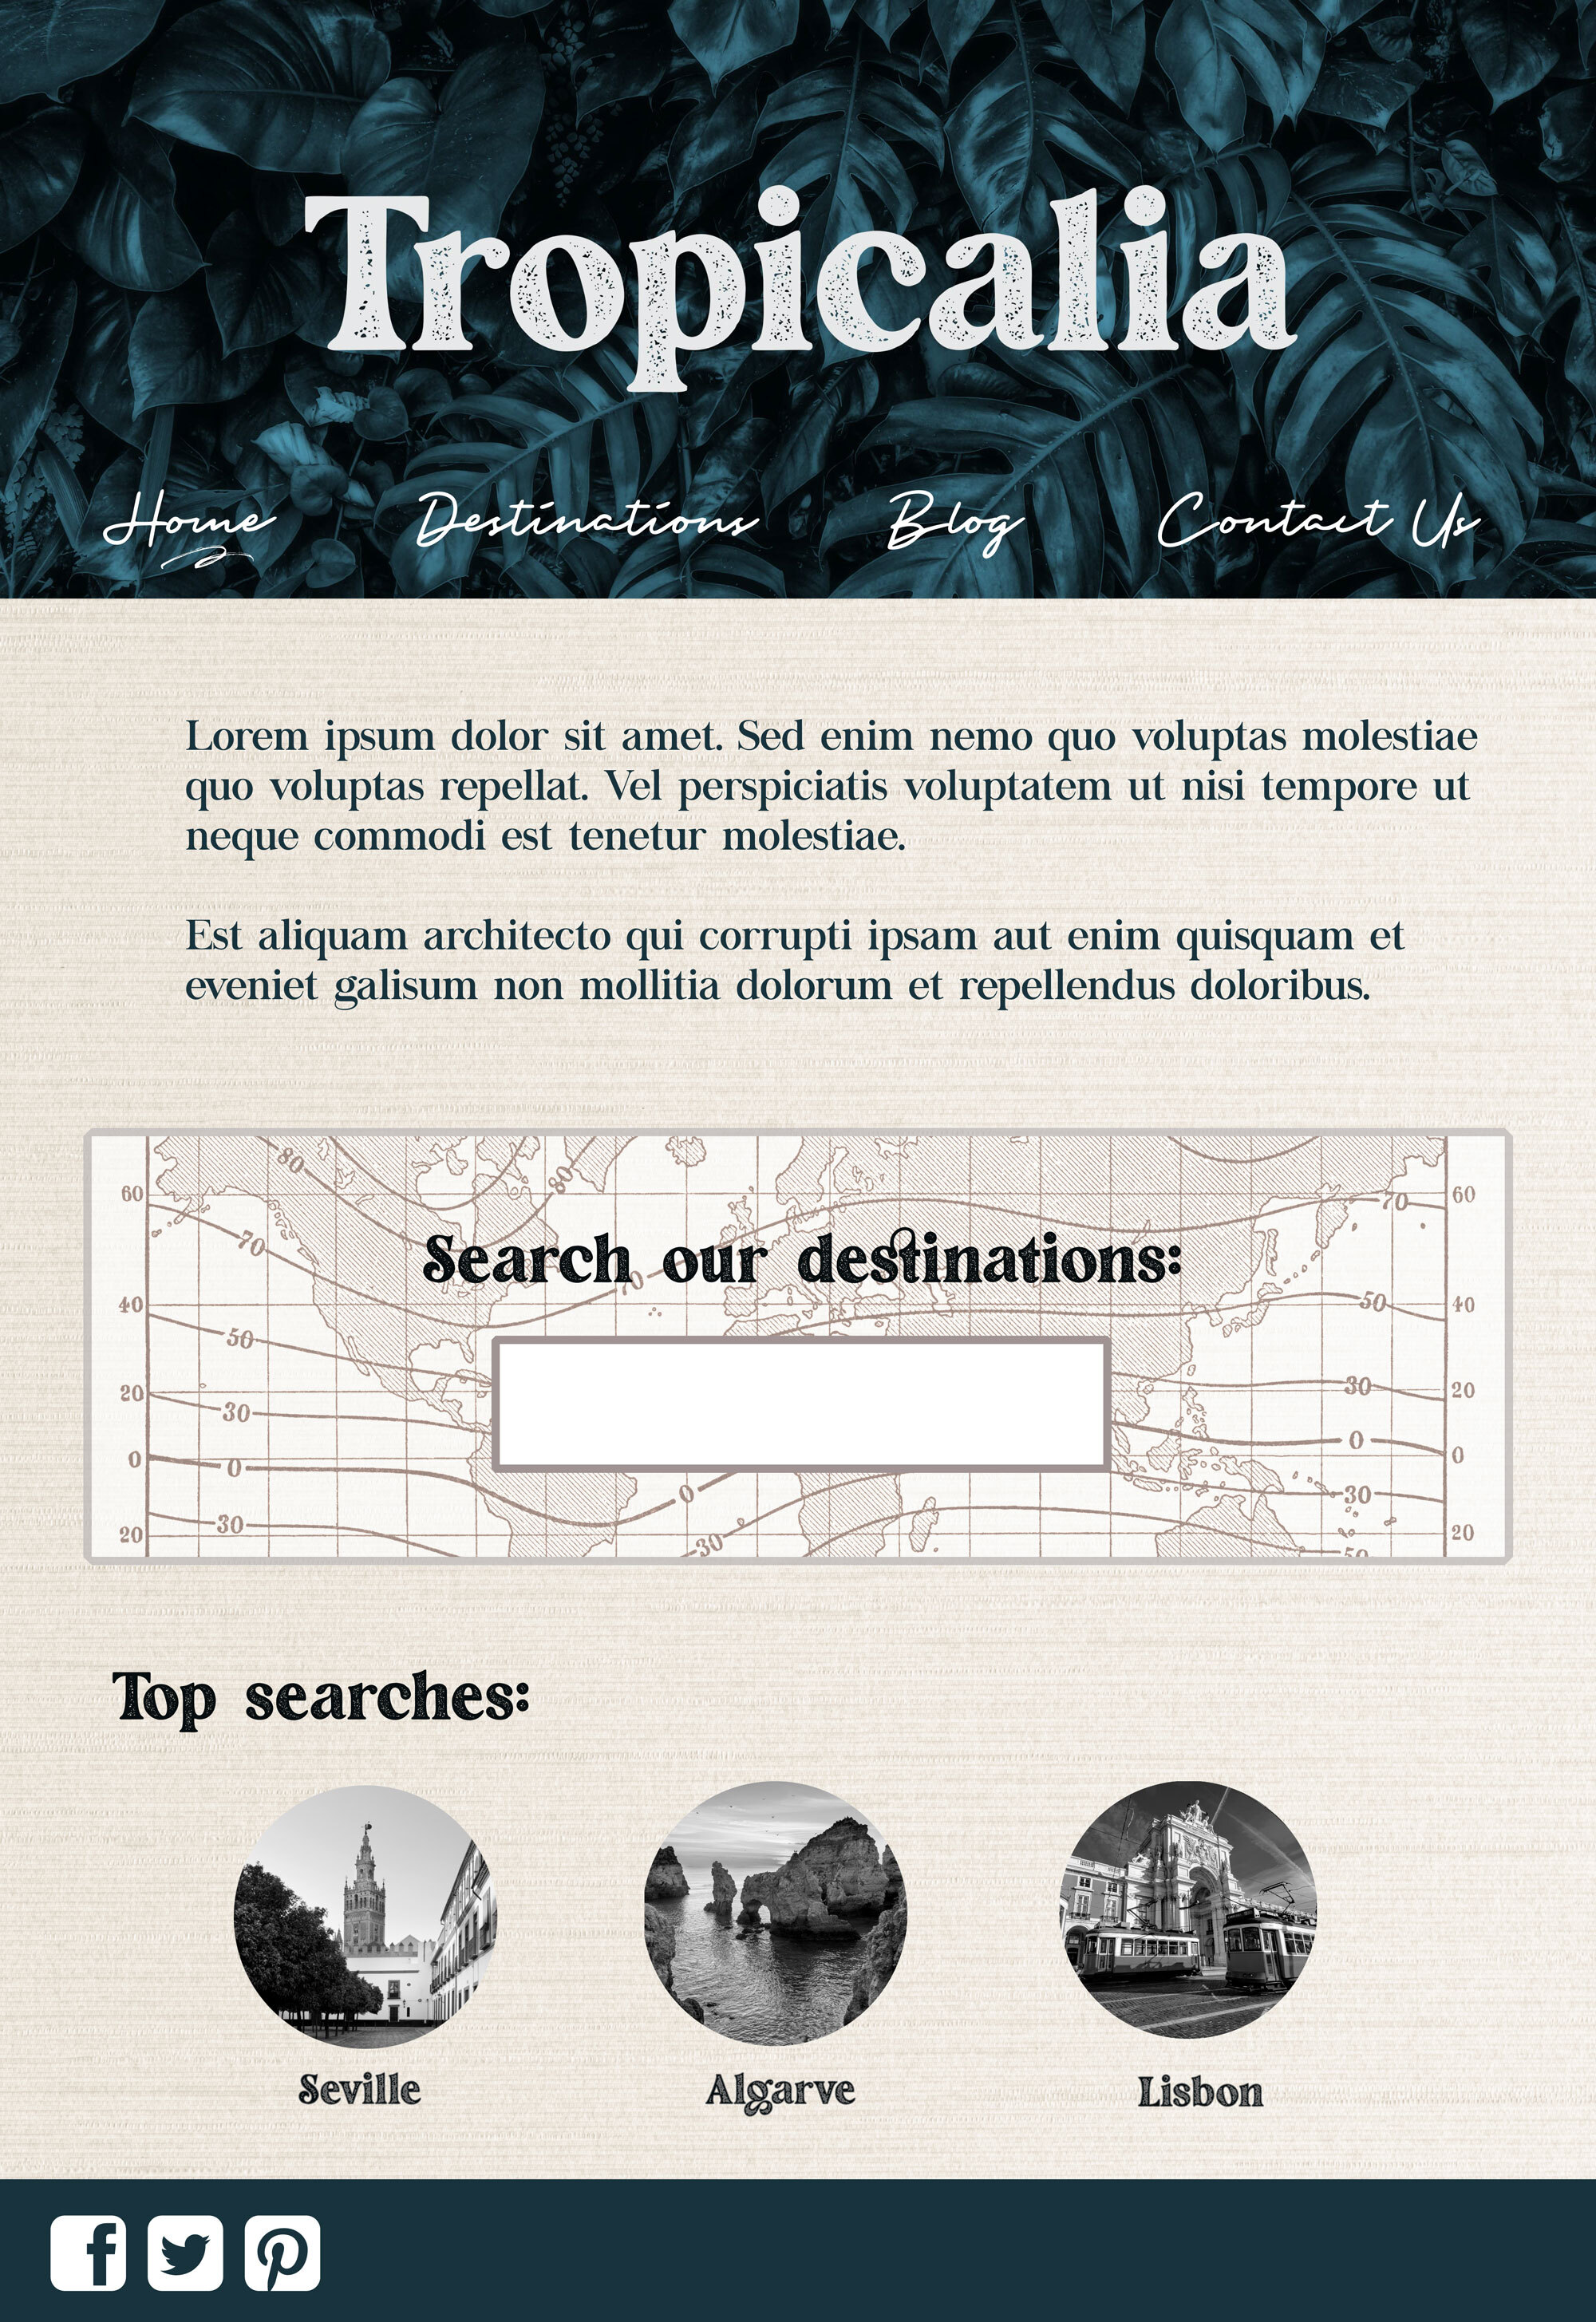 Tropicalia
Home Destinations Blog Contact Us
Lorem ipsum dolor sit amet. Sed enim nemo quo voluptas molestiae
quo voluptas repellat. Vel perspiciatis voluptatem ut nisi tempore ut
neque commodi est tenetur molestiae.
Est aliquam architecto qui corrupti ipsam aut enim quisquam et
eveniet galisum non mollitia dolorum et repellendus doloribus.
80 80
60 70 60
70
Search our destinations:
70
40 50 40
50
20 30 20
30
0 0 0
0
0 30
20 30 20
30 50
Top searches:
Seville Algarve Lisbon